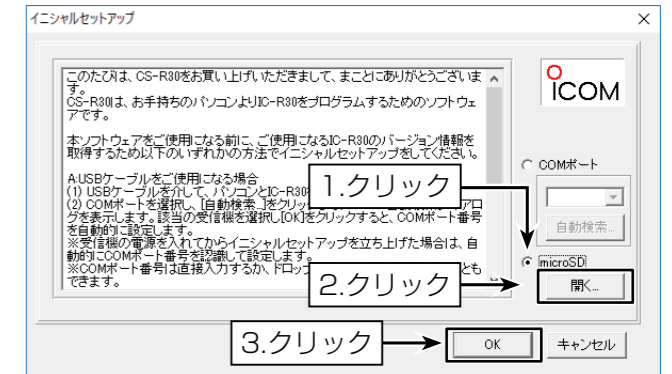 イニシャルセットアップ
このたびは、CS-R30をお買い上げいただきまして、まことにありがとうございま
す。
CS-R30は、お手持ちのパソコンよりIC-R30をプログラムするためのソフトウェ
アです。
本ソフトウェアをご使用になる前に、ご使用になるIC-R30のバージョン情報を
取得するため以下のいずれかの方法でイニシャルセットアップをしてください。
A:USBケーブルをご使用になる場合
(1) USBケーブルを介して、パソコンとIC-R30
(2) COMポートを選択し、[自動検索...]をクリッ アロ
グを表示します。該当の受信機を選択し[OK]をクリックすると、COMポート番号
を自動的に設定します。
※受信機の電源を入れてからイニシャルセットアップを立ち上げた場合は、自
動的にCOMポート番号を認識して設定します。
※COMポート番号は直接入力するか、ドロップ とも
できます。
ICOM
COMポート
自動検索...
microSD
開く...
1.クリック
2.クリック
3.クリック
OK
キャンセル